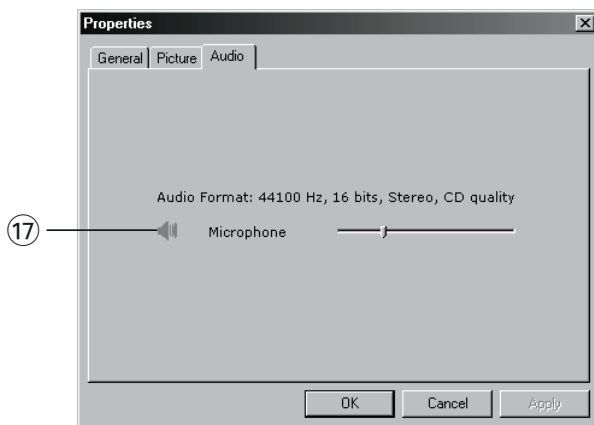 Properties
General Picture Audio
Audio Format: 44100 Hz, 16 bits, Stereo, CD quality
17 Microphone
OK Cancel Apply